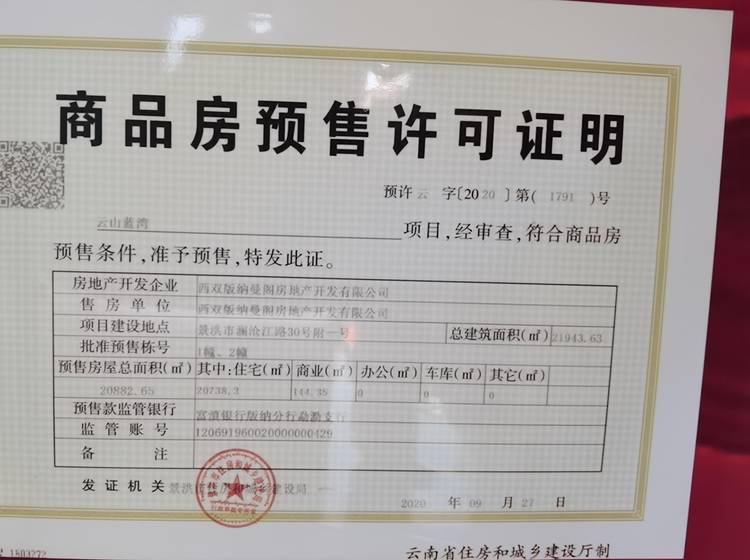 商品房预售许可证明
预许 云 字〔2020〕第( 1791 )号
云山蓝湾 项目,经审查,符合商品房
预售条件,准予预售,特发此证。
房地产开发企业 西双版纳曼阁房地产开发有限公司
售房单位 西双版纳曼阁房地产开发有限公司
项目建设地点 景洪市澜沧江路30号附一号 总建筑面积(㎡) 21943.63
批准预售栋号 1幢、2幢
预售房屋总面积(㎡) 其中:住宅(㎡) 商业(㎡) 办公(㎡) 车库(㎡) 其它(㎡)
20882.65 20738.3 144.35 0 0 0
预售款监管银行 富滇银行版纳分行勐泐支行
监管账号 120691960020000000429
备注
发证机关 景洪市住房和城乡建设局
2020 年 09 月 27 日
1503272 云南省住房和城乡建设厅制